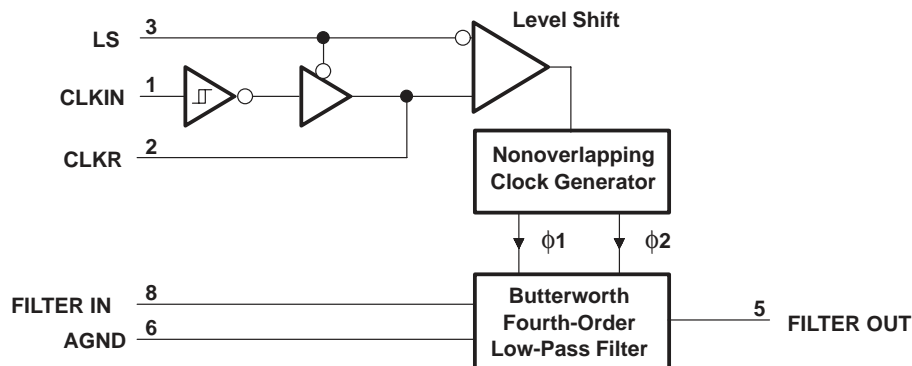 Level Shift
LS 3
CLKIN 1
CLKR 2
Nonoverlapping
Clock Generator
ϕ1 ϕ2
FILTER IN 8
AGND 6
Butterworth
Fourth-Order
Low-Pass Filter
5 FILTER OUT